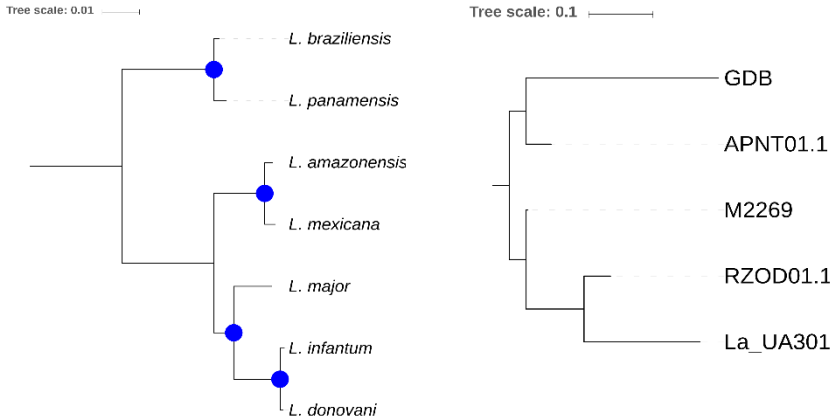 Tree scale: 0.01
L. braziliensis
L. panamensis
L. amazonensis
L. mexicana
L. major
L. infantum
L. donovani
Tree scale: 0.1
GDB
APNT01.1
M2269
RZOD01.1
La_UA301